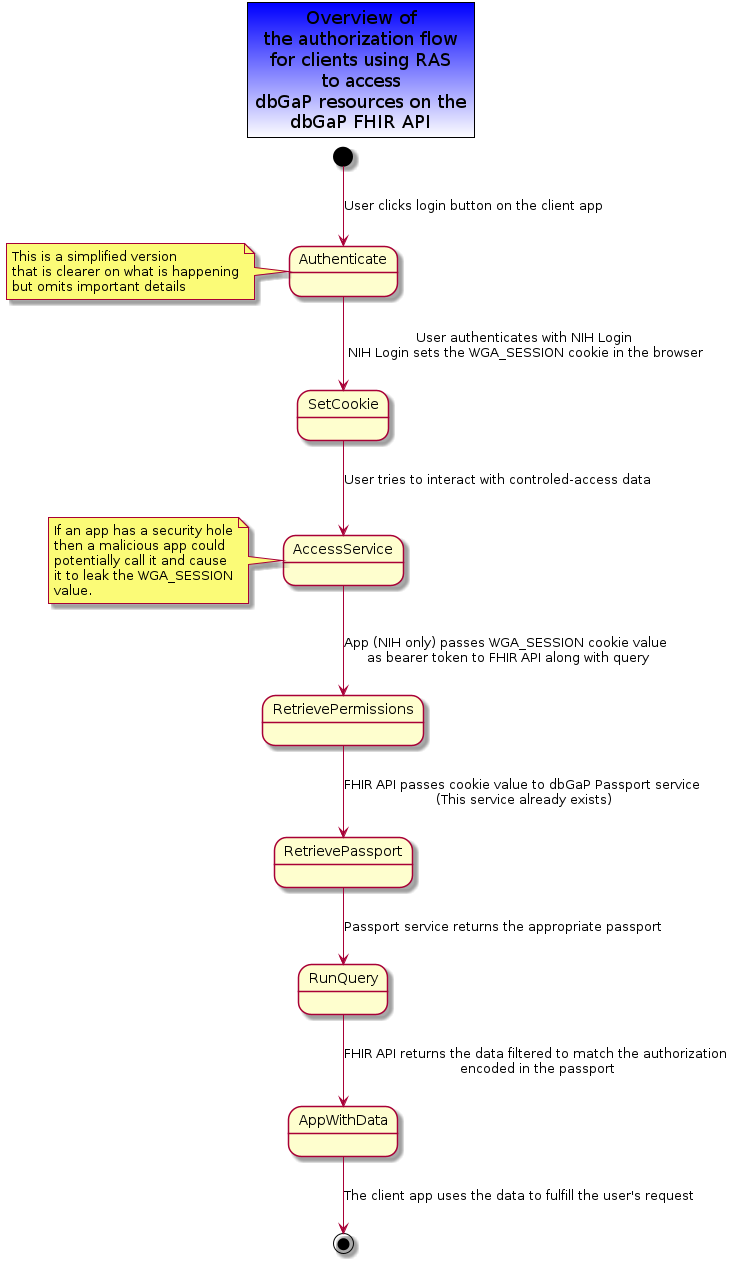 Overview of
the authorization flow
for clients using RAS
to access
dbGaP resources on the
dbGaP FHIR API
User clicks login button on the client app
Authenticate
This is a simplified version
that is clearer on what is happening
but omits important details
User authenticates with NIH Login
NIH Login sets the WGA_SESSION cookie in the browser
SetCookie
User tries to interact with controled-access data
AccessService
If an app has a security hole
then a malicious app could
potentially call it and cause
it to leak the WGA_SESSION
value.
App (NIH only) passes WGA_SESSION cookie value
as bearer token to FHIR API along with query
RetrievePermissions
FHIR API passes cookie value to dbGaP Passport service
(This service already exists)
RetrievePassport
Passport service returns the appropriate passport
RunQuery
FHIR API returns the data filtered to match the authorization
encoded in the passport
AppWithData
The client app uses the data to fulfill the user's request